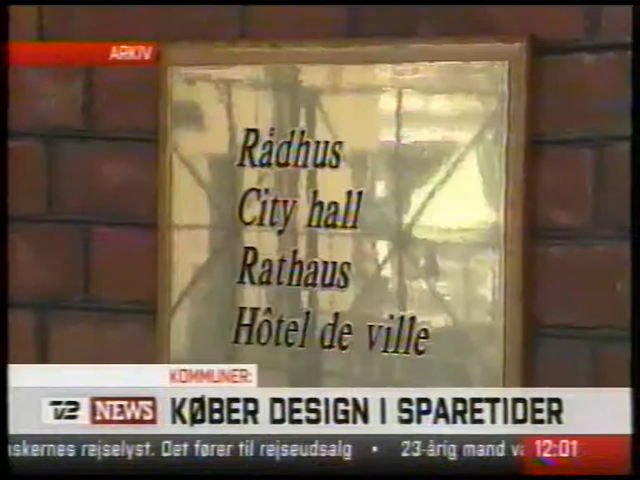 ARKIV
Rådhus
City hall
Rathaus
Hôtel de ville
KOMMUNER:
TV2 NEWS KØBER DESIGN I SPARETIDER
skernes rejselyst. Det fører til rejseudsalg • 23-årig mand 12:01